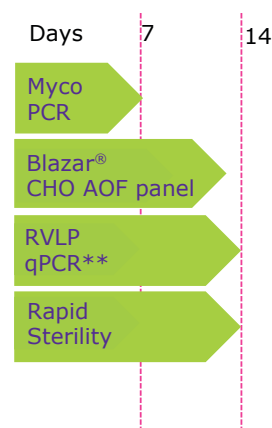 Days 7 14
Myco
PCR
Blazar®
CHO AOF panel
RVLP
qPCR**
Rapid
Sterility